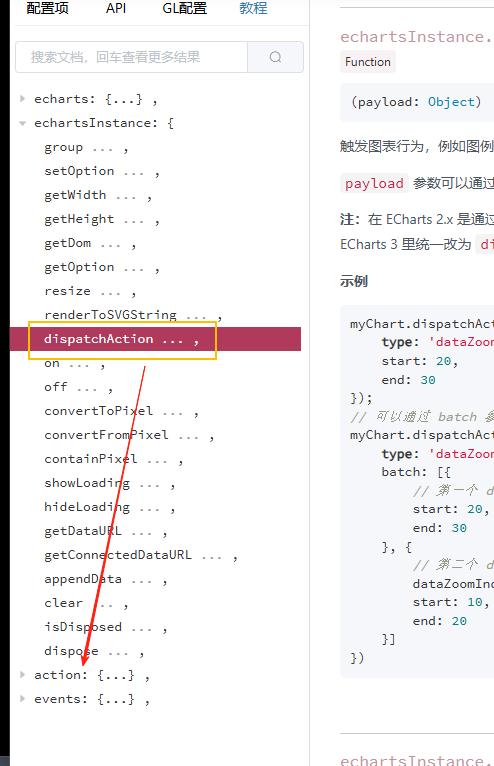 配置项 API GL配置 教程
搜索文档，回车查看更多结果
echarts: {...} ,
echartsInstance: {
group ... ,
setOption ... ,
getWidth ... ,
getHeight ... ,
getDom ... ,
getOption ... ,
resize ... ,
renderToSVGString ... ,
dispatchAction ... ,
on ... ,
off ... ,
convertToPixel ... ,
convertFromPixel ... ,
containPixel ... ,
showLoading ... ,
hideLoading ... ,
getDataURL ... ,
getConnectedDataURL ... ,
appendData ... ,
clear ... ,
isDisposed ... ,
dispose ... ,
action: {...} ,
events: {...} ,
echartsInstance.
Function
(payload: Object)
触发图表行为，例如图例
payload 参数可以通过
注：在 ECharts 2.x 是通过
ECharts 3 里统一改为 di
示例
myChart.dispatchAct
type: 'dataZoom
start: 20,
end: 30
});
// 可以通过 batch 参
myChart.dispatchAct
type: 'dataZoom
batch: [{
// 第一个 d
start: 20,
end: 30
}, {
// 第二个 d
dataZoomInd
start: 10,
end: 20
}]
})
echartsInstance.